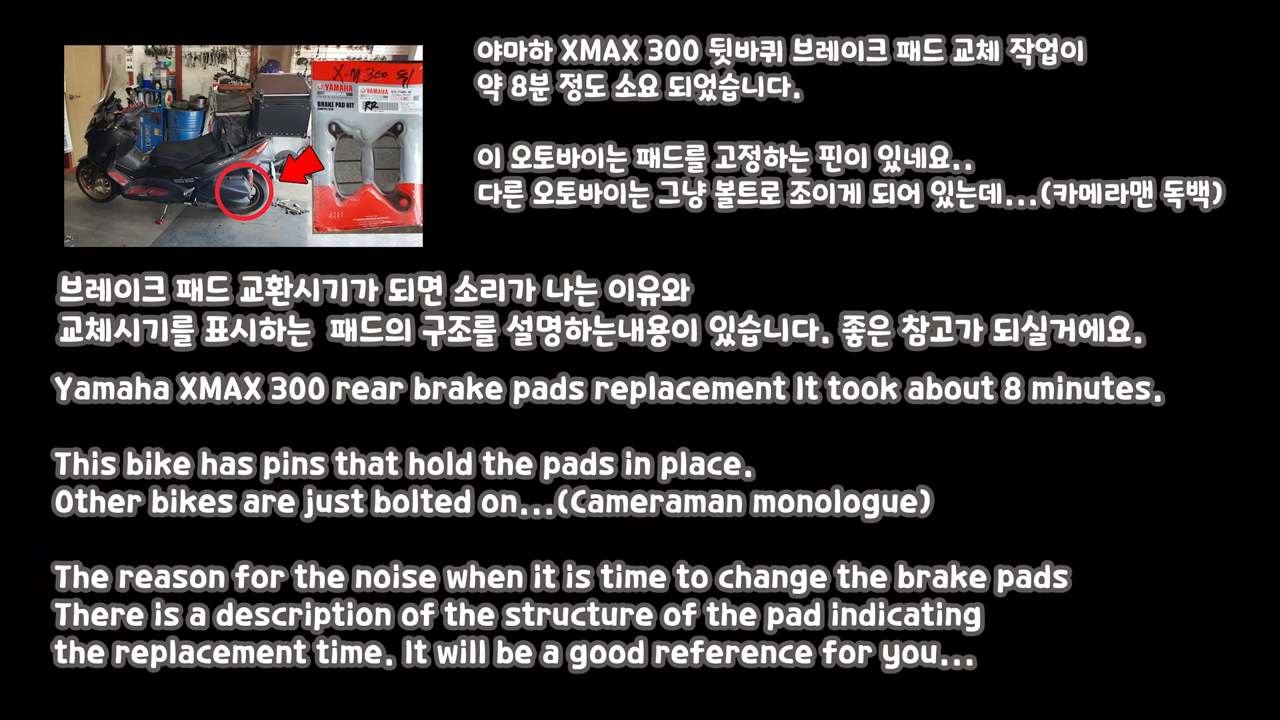 X-M 300 뒤
YAMAHA
YAMAHA
BRAKE PAD KIT
RR
야마하 XMAX 300 뒷바퀴 브레이크 패드 교체 작업이
약 8분 정도 소요 되었습니다.
이 오토바이는 패드를 고정하는 핀이 있네요..
다른 오토바이는 그냥 볼트로 조이게 되어 있는데...(카메라맨 독백)
브레이크 패드 교환시기가 되면 소리가 나는 이유와
교체시기를 표시하는 패드의 구조를 설명하는내용이 있습니다. 좋은 참고가 되실거에요.
Yamaha XMAX 300 rear brake pads replacement It took about 8 minutes.
This bike has pins that hold the pads in place.
Other bikes are just bolted on...(Cameraman monologue)
The reason for the noise when it is time to change the brake pads
There is a description of the structure of the pad indicating
the replacement time. It will be a good reference for you...